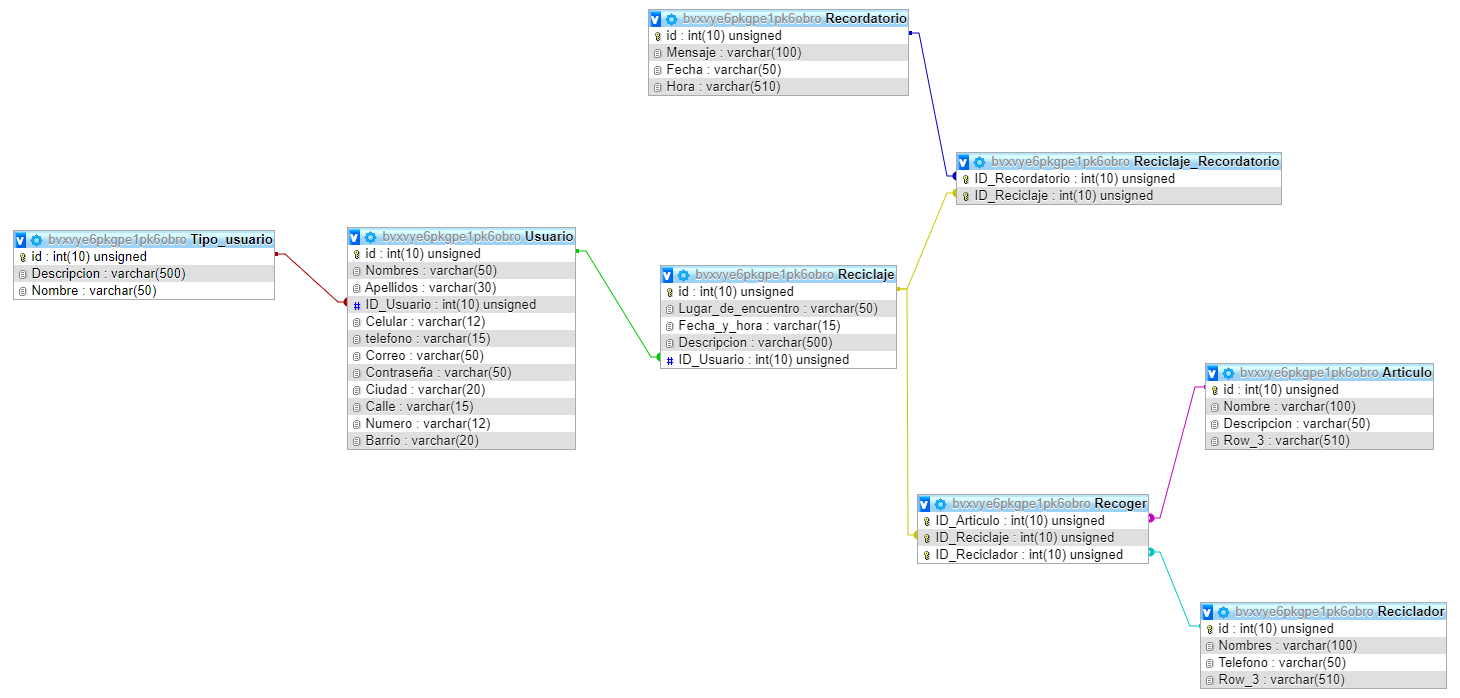 bvxvye6pkgpe1pk6obro Recordatorio
id : int(10) unsigned
Mensaje : varchar(100)
Fecha : varchar(50)
Hora : varchar(510)
bvxvye6pkgpe1pk6obro Reciclaje_Recordatorio
ID_Recordatorio : int(10) unsigned
ID_Reciclaje : int(10) unsigned
bvxvye6pkgpe1pk6obro Tipo_usuario
id : int(10) unsigned
Descripcion : varchar(500)
Nombre : varchar(50)
bvxvye6pkgpe1pk6obro Usuario
id : int(10) unsigned
Nombres : varchar(50)
Apellidos : varchar(30)
# ID_Usuario : int(10) unsigned
Celular : varchar(12)
telefono : varchar(15)
Correo : varchar(50)
Contraseña : varchar(50)
Ciudad : varchar(20)
Calle : varchar(15)
Numero : varchar(12)
Barrio : varchar(20)
bvxvye6pkgpe1pk6obro Reciclaje
id : int(10) unsigned
Lugar_de_encuentro : varchar(50)
Fecha_y_hora : varchar(15)
Descripcion : varchar(500)
# ID_Usuario : int(10) unsigned
bvxvye6pkgpe1pk6obro Articulo
id : int(10) unsigned
Nombre : varchar(100)
Descripcion : varchar(50)
Row_3 : varchar(510)
bvxvye6pkgpe1pk6obro Recoger
ID_Articulo : int(10) unsigned
ID_Reciclaje : int(10) unsigned
ID_Reciclador : int(10) unsigned
bvxvye6pkgpe1pk6obro Reciclador
id : int(10) unsigned
Nombres : varchar(100)
Telefono : varchar(50)
Row_3 : varchar(510)